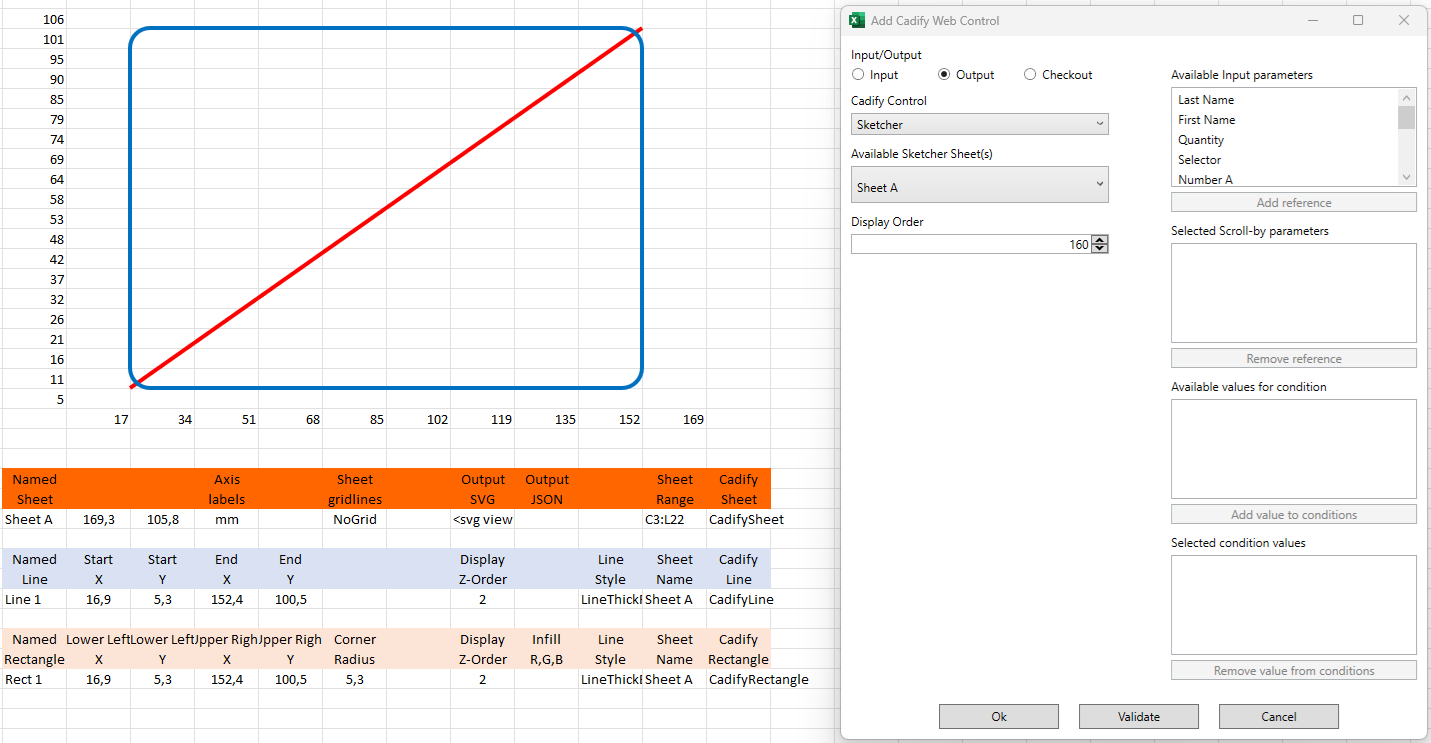 106
101
95
90
85
79
74
69
64
58
53
48
42
37
32
26
21
16
11
5
17 34 51 68 85 102 119 135 152 169
Named Axis Sheet Output Output Sheet Cadify
Sheet labels gridlines SVG JSON Range Sheet
Sheet A 169,3 105,8 mm NoGrid <svg view C3:L22 CadifySheet
Named Start Start End End Display Line Sheet Cadify
Line X Y X Y Z-Order Style Name Line
Line 1 16,9 5,3 152,4 100,5 2 LineThickl Sheet A CadifyLine
Named Lower Left Lower Left Upper Righ Upper Righ Corner Display Infill Line Sheet Cadify
Rectangle X Y X Y Radius Z-Order R,G,B Style Name Rectangle
Rect 1 16,9 5,3 152,4 100,5 5,3 2 LineThickl Sheet A CadifyRectangle
Add Cadify Web Control
Input/Output
Input Output Checkout
Cadify Control
Sketcher
Available Sketcher Sheet(s)
Sheet A
Display Order
160
Available Input parameters
Last Name
First Name
Quantity
Selector
Number A
Add reference
Selected Scroll-by parameters
Remove reference
Available values for condition
Add value to conditions
Selected condition values
Remove value from conditions
Ok Validate Cancel